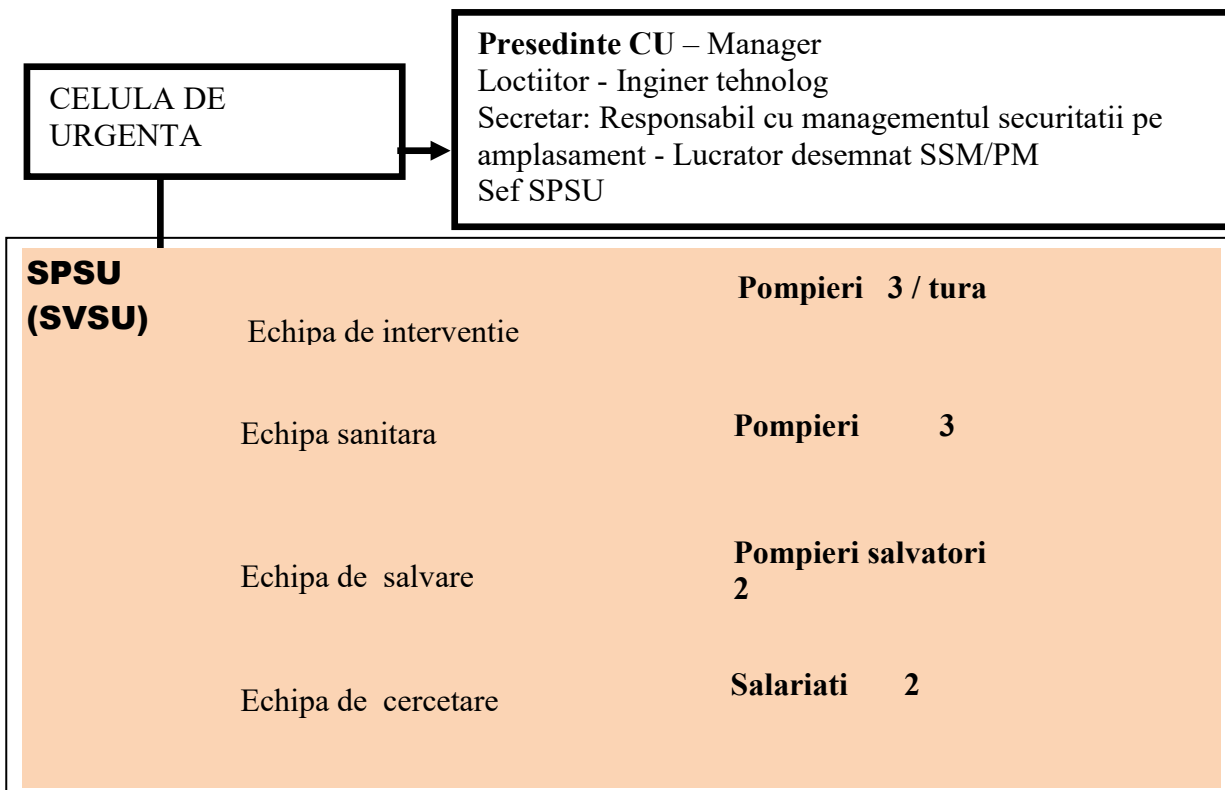 CELULA DE
URGENTA
Presedinte CU – Manager
Loctiitor - Inginer tehnolog
Secretar: Responsabil cu managementul securitatii pe
amplasament - Lucrator desemnat SSM/PM
Sef SPSU
SPSU
(SVSU)
Echipa de interventie
Pompieri 3 / tura
Echipa sanitara
Pompieri 3
Echipa de salvare
Pompieri salvatori
2
Echipa de cercetare
Salariati 2